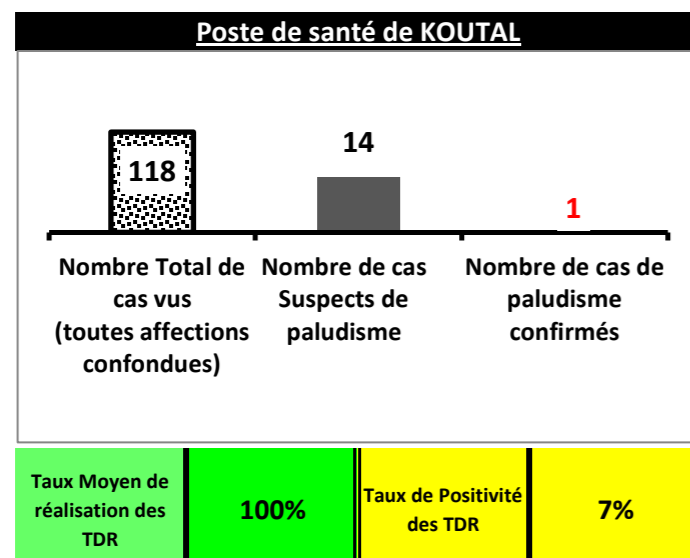 Poste de santé de KOUTAL
118
14
1
Nombre Total de
cas vus
(toutes affections
confondues)
Nombre de cas
Suspects de
paludisme
Nombre de cas de
paludisme
confirmés
Taux Moyen de
réalisation des
TDR
100%
Taux de Positivité
des TDR
7%